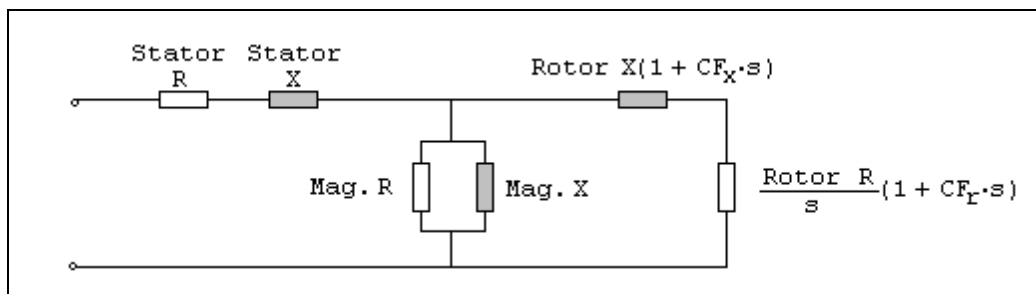 Stator Stator
R X
Rotor X(1 + CFx·s)
Mag. R
Mag. X
Rotor R
s
(1 + CFr·s)